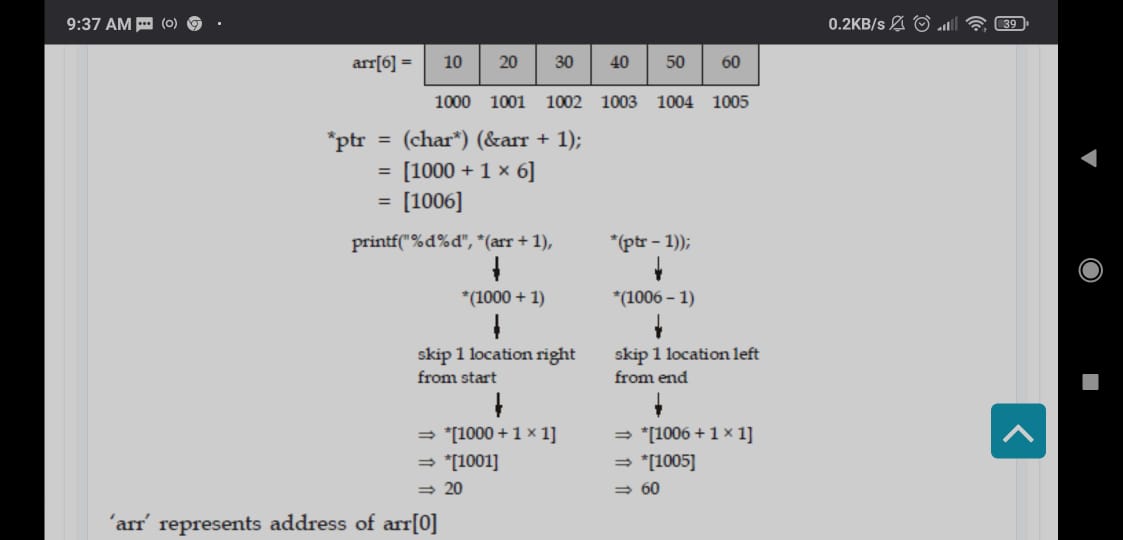 9:37 AM
0.2KB/s 39
arr[6] = 10 20 30 40 50 60
1000 1001 1002 1003 1004 1005
*ptr = (char*) (&arr + 1);
= [1000 + 1 × 6]
= [1006]
printf("%d%d", *(arr + 1), *(ptr – 1));
*(1000 + 1) *(1006 – 1)
skip 1 location right skip 1 location left
from start from end
⇒ *[1000 + 1 × 1] ⇒ *[1006 + 1 × 1]
⇒ *[1001] ⇒ *[1005]
⇒ 20 ⇒ 60
‘arr’ represents address of arr[0]